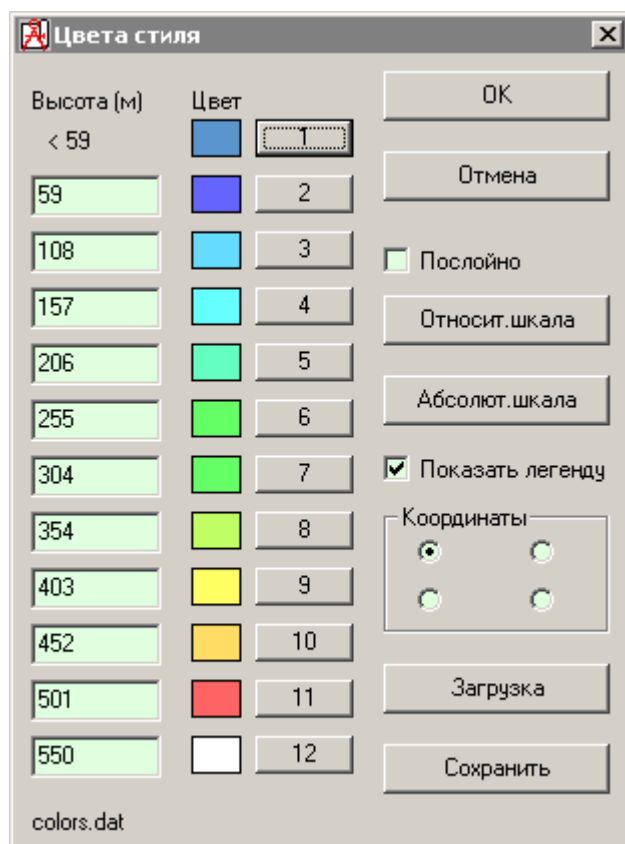 Цвета стиля
Высота (м) Цвет
< 59 1
59 2
108 3
157 4
206 5
255 6
304 7
354 8
403 9
452 10
501 11
550 12
colors.dat
OK
Отмена
Послойно
Относит.шкала
Абсолют.шкала
Показать легенду
Координаты
Загрузка
Сохранить